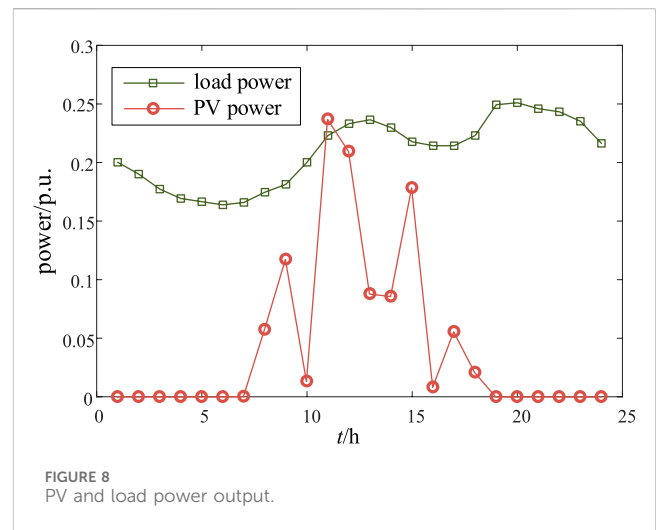 0.3
load power
PV power
0.25
0.2
0.15
0.1
0.05
0
power/p.u.
0 5 10 15 20 25
t/h
FIGURE 8
PV and load power output.